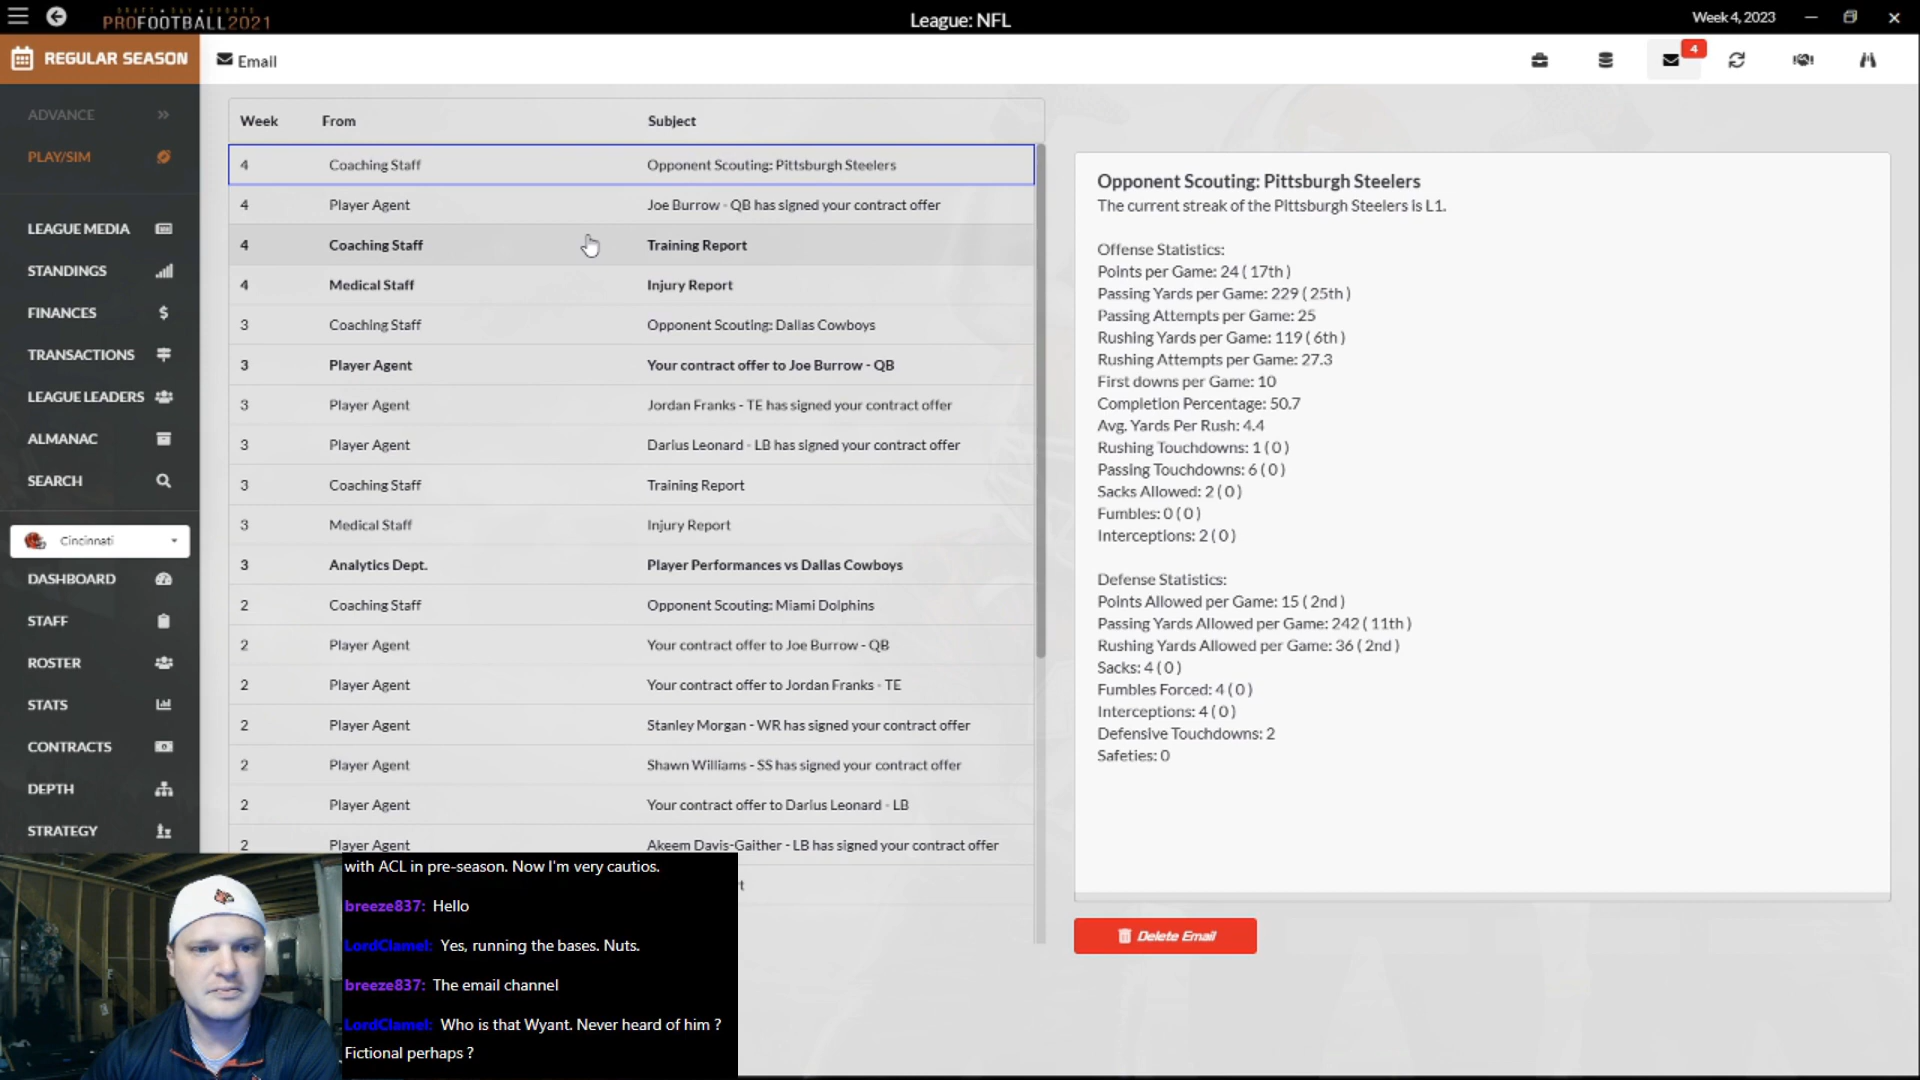 DRAFT DAY SPORTS
PROFOOTBALL2021
League: NFL
Week 4, 2023
REGULAR SEASON
Email
4
ADVANCE
PLAY/SIM
LEAGUE MEDIA
STANDINGS
FINANCES
TRANSACTIONS
LEAGUE LEADERS
ALMANAC
SEARCH
Cincinnati
DASHBOARD
STAFF
ROSTER
STATS
CONTRACTS
DEPTH
STRATEGY
Week From Subject
4 Coaching Staff Opponent Scouting: Pittsburgh Steelers
4 Player Agent Joe Burrow - QB has signed your contract offer
4 Coaching Staff Training Report
4 Medical Staff Injury Report
3 Coaching Staff Opponent Scouting: Dallas Cowboys
3 Player Agent Your contract offer to Joe Burrow - QB
3 Player Agent Jordan Franks - TE has signed your contract offer
3 Player Agent Darius Leonard - LB has signed your contract offer
3 Coaching Staff Training Report
3 Medical Staff Injury Report
3 Analytics Dept. Player Performances vs Dallas Cowboys
2 Coaching Staff Opponent Scouting: Miami Dolphins
2 Player Agent Your contract offer to Joe Burrow - QB
2 Player Agent Your contract offer to Jordan Franks - TE
2 Player Agent Stanley Morgan - WR has signed your contract offer
2 Player Agent Shawn Williams - SS has signed your contract offer
2 Player Agent Your contract offer to Darius Leonard - LB
2 Player Agent Akeem Davis-Gaither - LB has signed your contract offer
Opponent Scouting: Pittsburgh Steelers
The current streak of the Pittsburgh Steelers is L1.
Offense Statistics:
Points per Game: 24 ( 17th )
Passing Yards per Game: 229 ( 25th )
Passing Attempts per Game: 25
Rushing Yards per Game: 119 ( 6th )
Rushing Attempts per Game: 27.3
First downs per Game: 10
Completion Percentage: 50.7
Avg. Yards Per Rush: 4.4
Rushing Touchdowns: 1 ( 0 )
Passing Touchdowns: 6 ( 0 )
Sacks Allowed: 2 ( 0 )
Fumbles: 0 ( 0 )
Interceptions: 2 ( 0 )
Defense Statistics:
Points Allowed per Game: 15 ( 2nd )
Passing Yards Allowed per Game: 242 ( 11th )
Rushing Yards Allowed per Game: 36 ( 2nd )
Sacks: 4 ( 0 )
Fumbles Forced: 4 ( 0 )
Interceptions: 4 ( 0 )
Defensive Touchdowns: 2
Safeties: 0
Delete Email
with ACL in pre-season. Now I'm very cautios.
breeze837: Hello
LordClamel: Yes, running the bases. Nuts.
breeze837: The email channel
LordClamel: Who is that Wyant. Never heard of him ?
Fictional perhaps ?